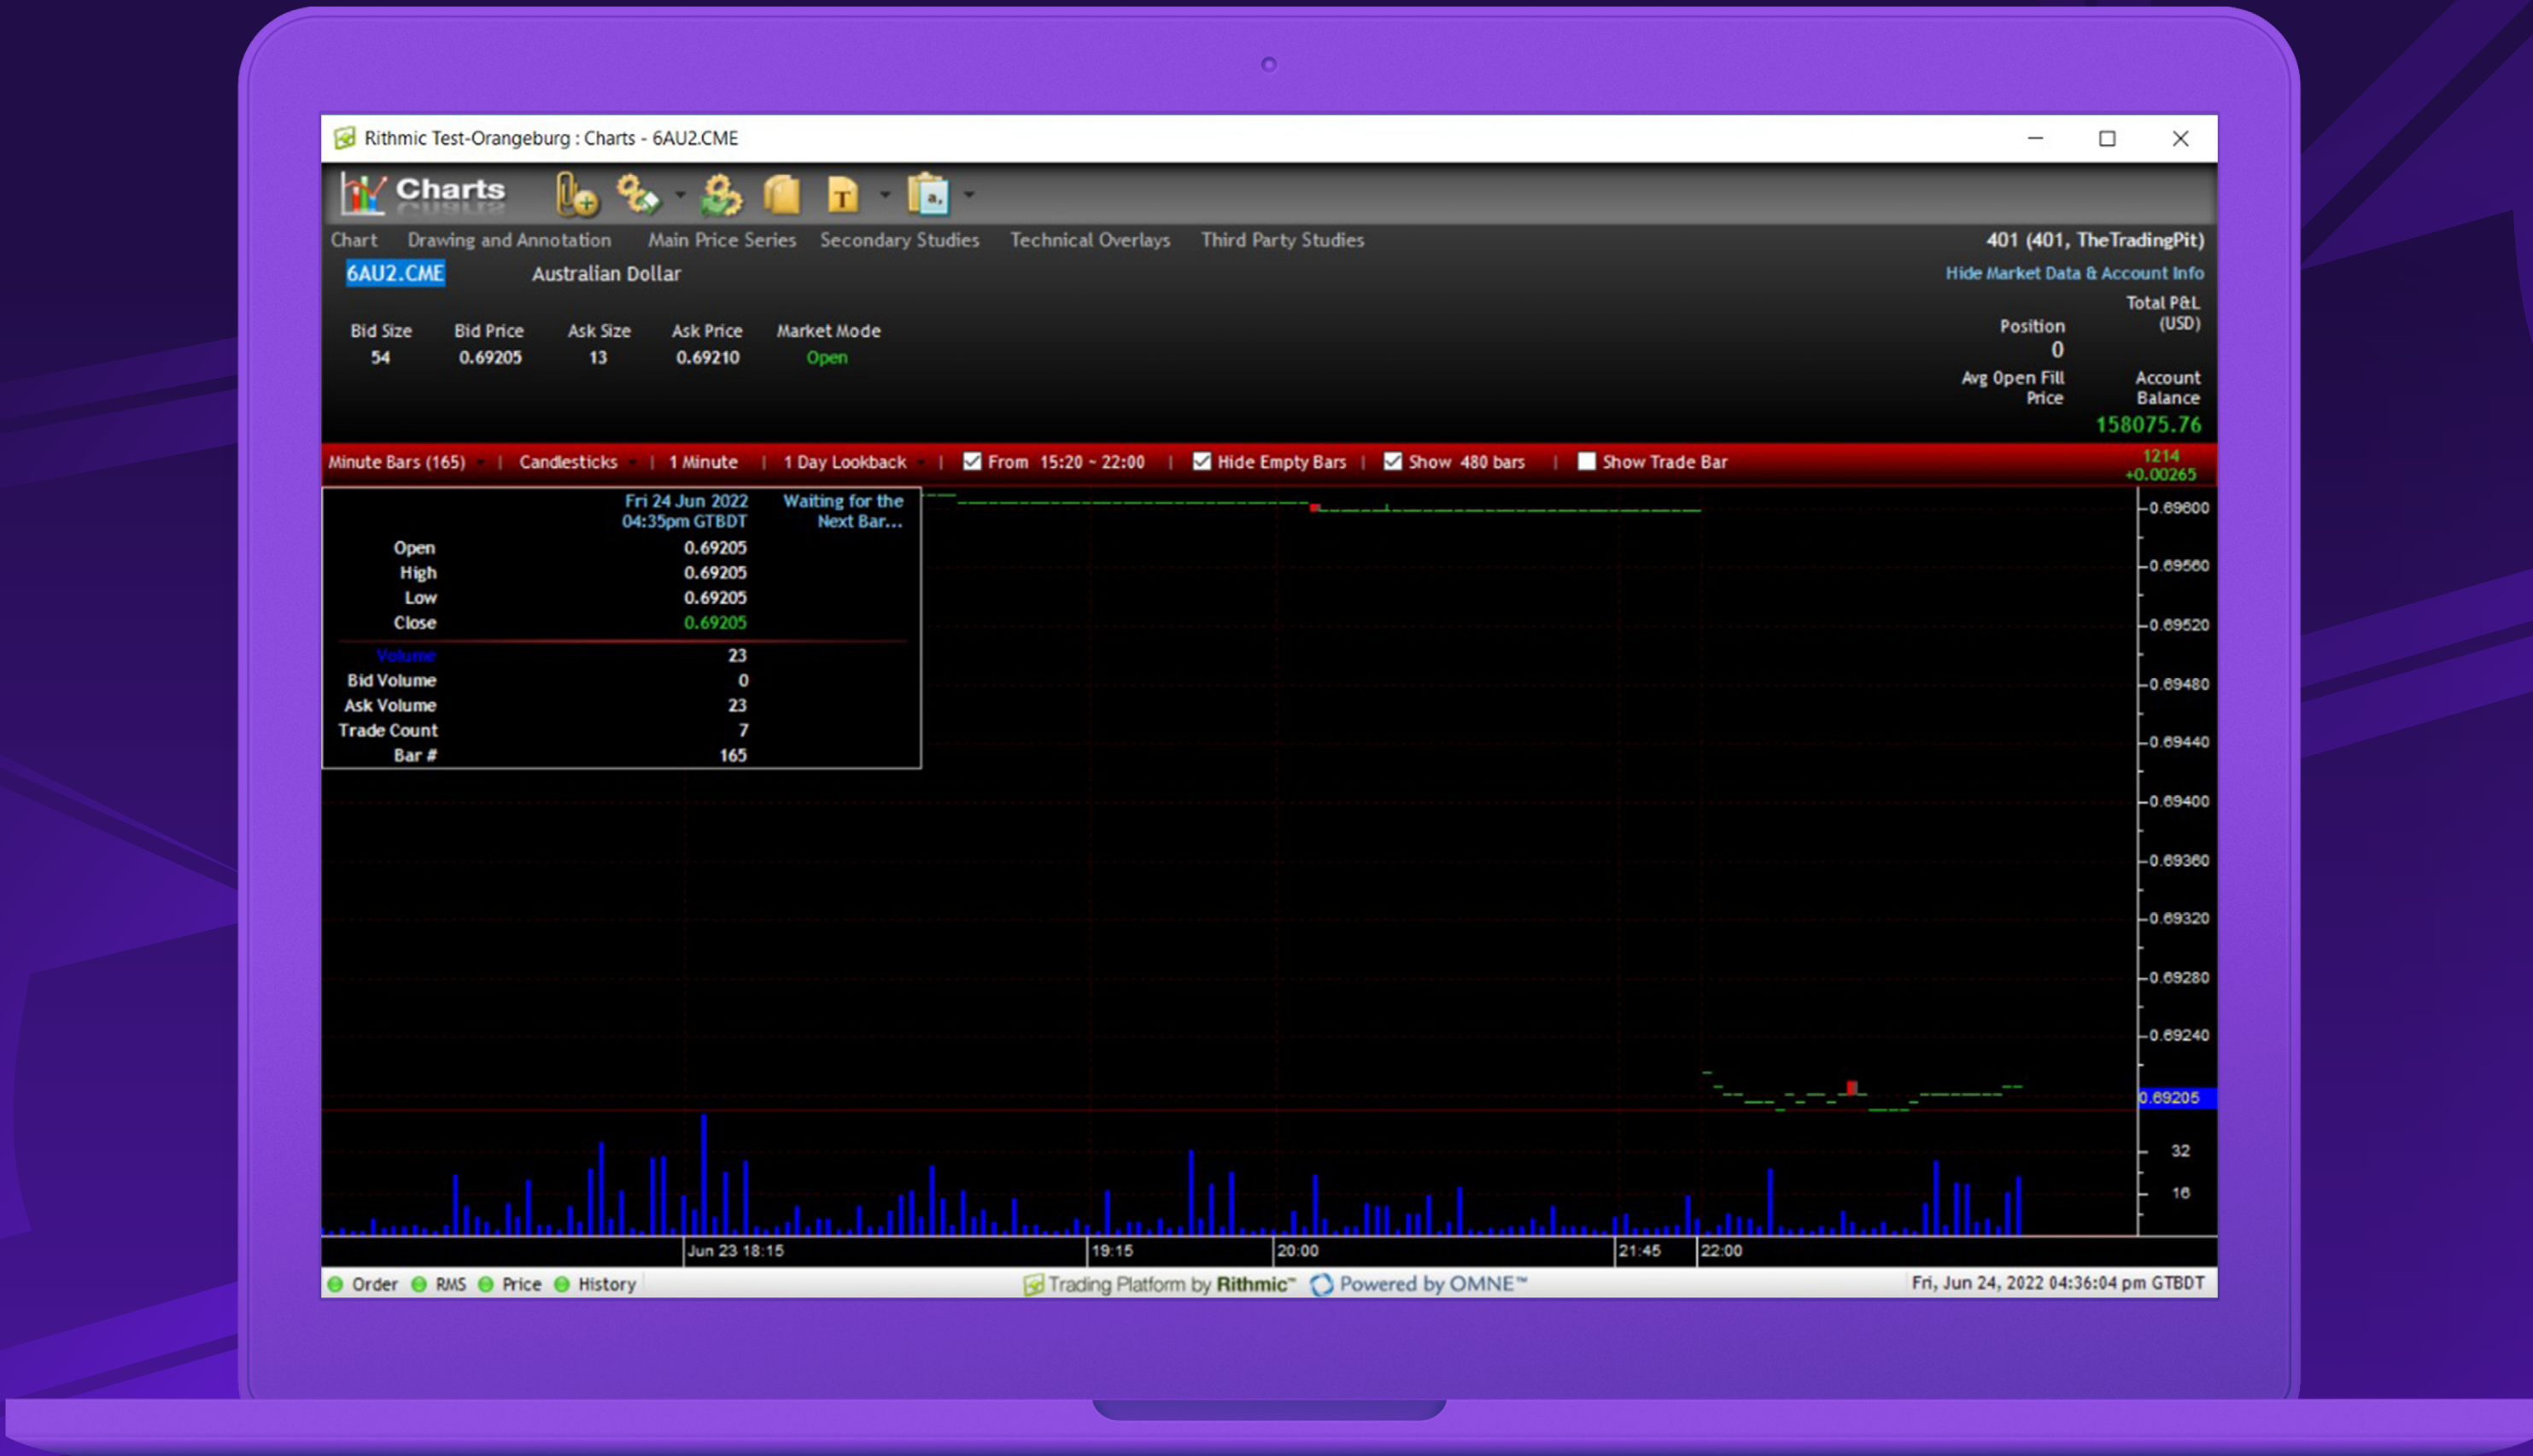 Rithmic Test-Orangeburg : Charts - 6AU2.CME
Charts
T
a,
Chart Drawing and Annotation Main Price Series Secondary Studies Technical Overlays Third Party Studies
401 (401, TheTradingPit)
6AU2.CME Australian Dollar
Hide Market Data & Account Info
Total P&L
(USD)
Position
0
Bid Size Bid Price Ask Size Ask Price Market Mode
54 0.69205 13 0.69210 Open
Avg Open Fill
Price
Account
Balance
158075.76
Minute Bars (165) | Candlesticks | 1 Minute | 1 Day Lookback | From 15:20 ~ 22:00 | Hide Empty Bars | Show 480 bars | Show Trade Bar
1214
+0.00265
Fri 24 Jun 2022
04:35pm GTBDT
Waiting for the
Next Bar...
Open 0.69205
High 0.69205
Low 0.69205
Close 0.69205
Volume 23
Bid Volume 0
Ask Volume 23
Trade Count 7
Bar # 165
0.69600
0.69560
0.69520
0.69480
0.69440
0.69400
0.69360
0.69320
0.69280
0.69240
0.69205
32
16
Jun 23 18:15 19:15 20:00 21:45 22:00
Order RMS Price History
Trading Platform by Rithmic™ Powered by OMNE™
Fri, Jun 24, 2022 04:36:04 pm GTBDT